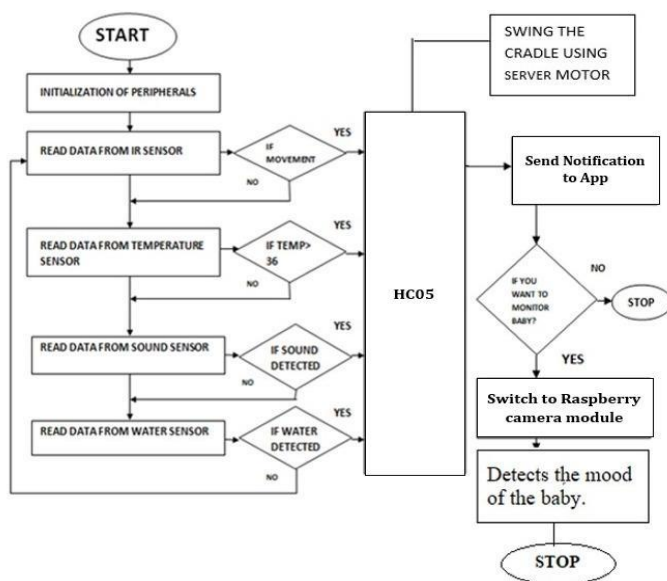 START
INITIALIZATION OF PERIPHERALS
READ DATA FROM IR SENSOR
IF
MOVEMENT
YES
NO
READ DATA FROM TEMPERATURE
SENSOR
IF TEMP>
36
YES
NO
READ DATA FROM SOUND SENSOR
IF SOUND
DETECTED
YES
NO
READ DATA FROM WATER SENSOR
IF WATER
DETECTED
YES
NO
HC05
SWING THE
CRADLE USING
SERVER MOTOR
Send Notification
to App
IF YOU
WANT TO
MONITOR
BABY?
NO
STOP
YES
Switch to Raspberry
camera module
Detects the mood
of the baby.
STOP